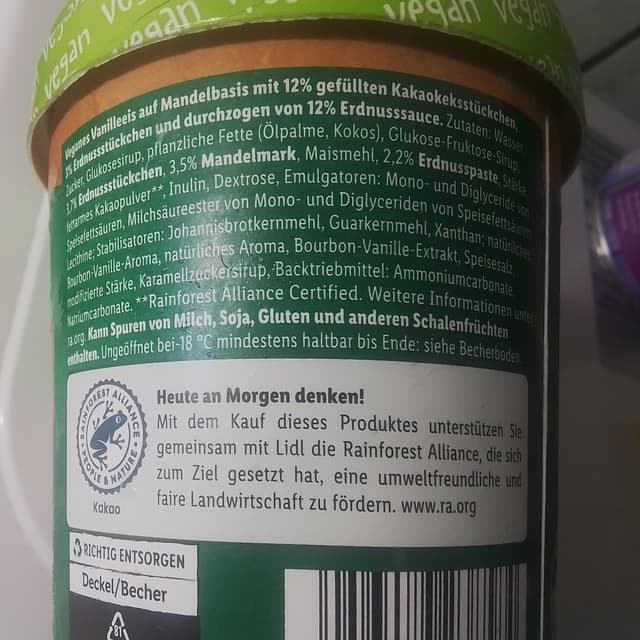 vegan vegan vegan vegan vegan
Veganes Vanilleeis auf Mandelbasis mit 12% gefüllten Kakaokeksstückchen,
3% Erdnussstückchen und durchzogen von 12% Erdnusssauce. Zutaten: Wasser,
Zucker, Glukosesirup, pflanzliche Fette (Ölpalme, Kokos), Glukose-Fruktose-Sirup,
3,7% Erdnussstückchen, 3,5% Mandelmark, Maismehl, 2,2% Erdnusspaste, Stärke,
fettarmes Kakaopulver**, Inulin, Dextrose, Emulgatoren: Mono- und Diglyceride von
Speisefettsäuren, Milchsäureester von Mono- und Diglyceriden von Speisefettsäuren,
Lecithine; Stabilisatoren: Johannisbrotkernmehl, Guarkernmehl, Xanthan; natürliches
Bourbon-Vanille-Aroma, natürliches Aroma, Bourbon-Vanille-Extrakt, Speisesalz,
modifizierte Stärke, Karamellzuckersirup, Backtriebmittel: Ammoniumcarbonate,
Natriumcarbonate. **Rainforest Alliance Certified. Weitere Informationen unter
ra.org. Kann Spuren von Milch, Soja, Gluten und anderen Schalenfrüchten
enthalten. Ungeöffnet bei -18 °C mindestens haltbar bis Ende: siehe Becherboden.
RAINFOREST ALLIANCE
PEOPLE & NATURE
Kakao
Heute an Morgen denken!
Mit dem Kauf dieses Produktes unterstützen Sie
gemeinsam mit Lidl die Rainforest Alliance, die sich
zum Ziel gesetzt hat, eine umweltfreundliche und
faire Landwirtschaft zu fördern. www.ra.org
RICHTIG ENTSORGEN
Deckel/Becher
81